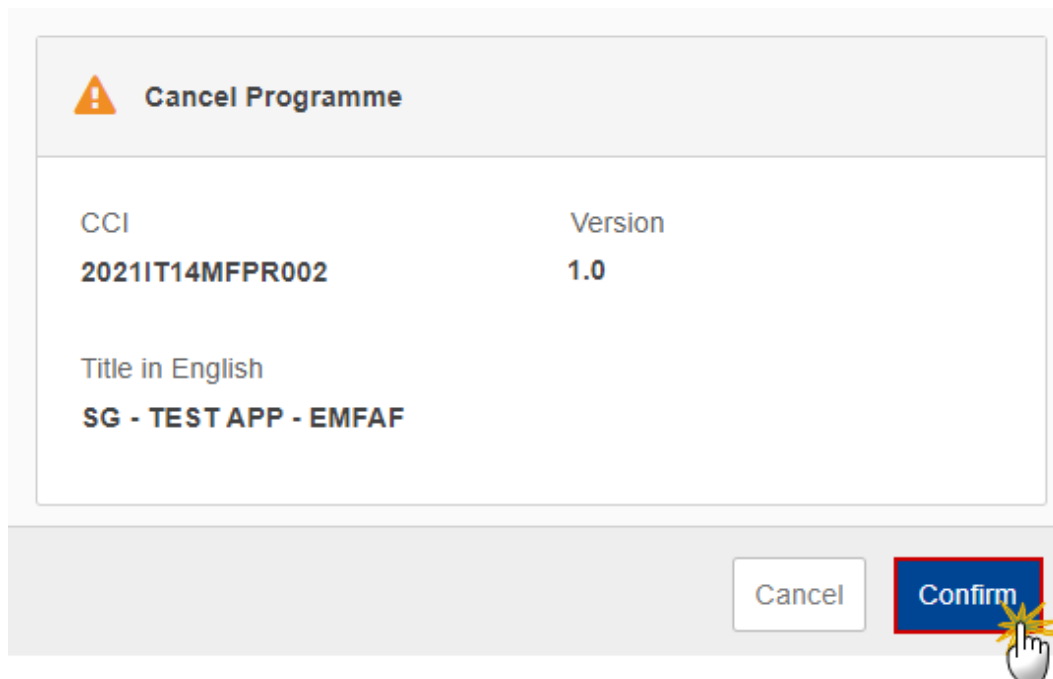 Cancel Programme
CCI Version
2021IT14MFPR002 1.0
Title in English
SG - TEST APP - EMFAF
Cancel Confirm